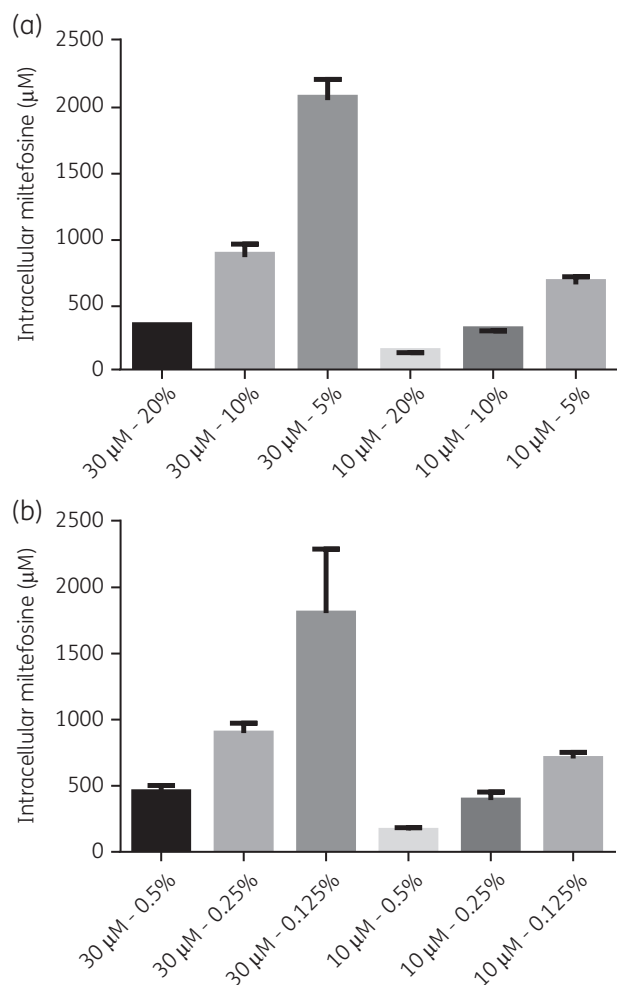 (a)
2500
2000
1500
1000
500
0
Intracellular miltefosine (μM)
30 μM - 20%
30 μM - 10%
30 μM - 5%
10 μM - 20%
10 μM - 10%
10 μM - 5%
(b)
2500
2000
1500
1000
500
0
Intracellular miltefosine (μM)
30 μM - 0.5%
30 μM - 0.25%
30 μM - 0.125%
10 μM - 0.5%
10 μM - 0.25%
10 μM - 0.125%